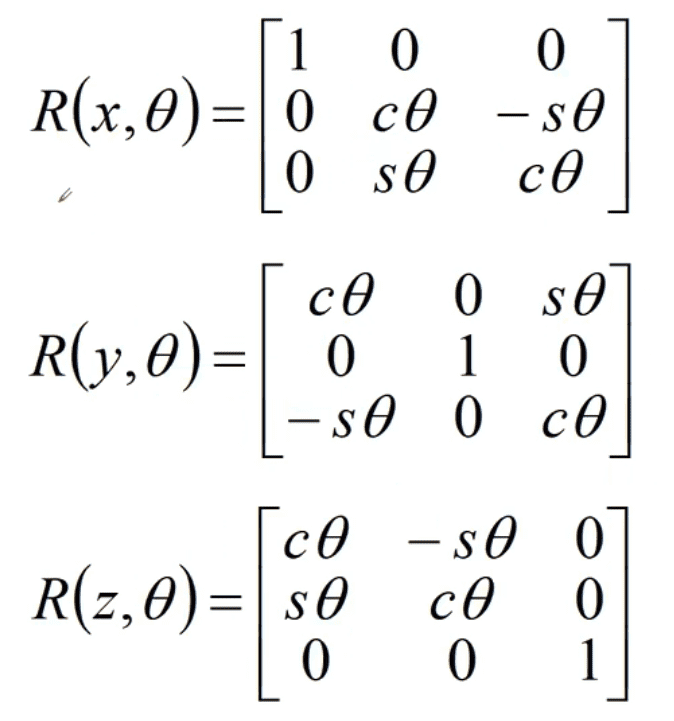 1 0 0
R(x,θ)= 0 cθ −sθ
0 sθ cθ
cθ 0 sθ
R(y,θ)= 0 1 0
−sθ 0 cθ
cθ −sθ 0
R(z,θ)= sθ cθ 0
0 0 1